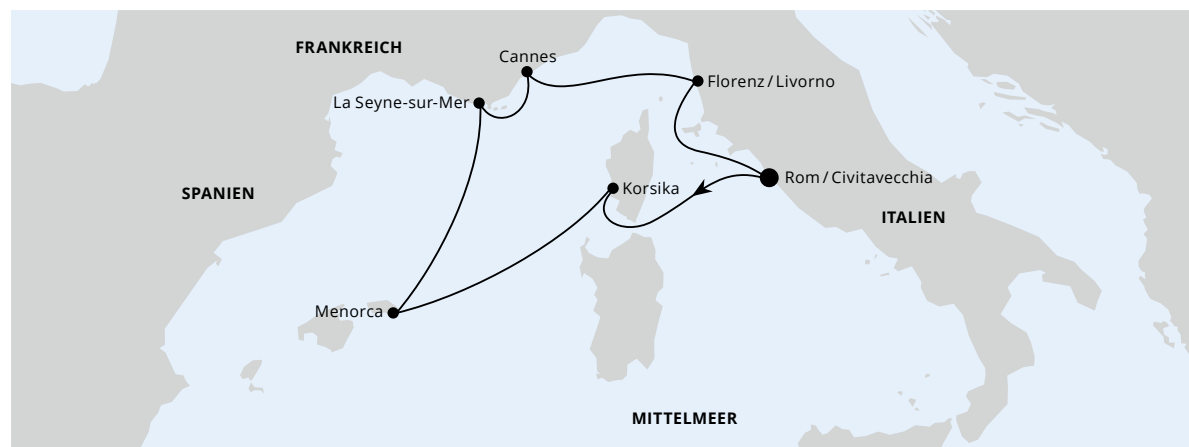 FRANKREICH
Cannes
Florenz / Livorno
La Seyne-sur-Mer
Rom / Civitavecchia
Korsika
SPANIEN
ITALIEN
Menorca
MITTELMEER